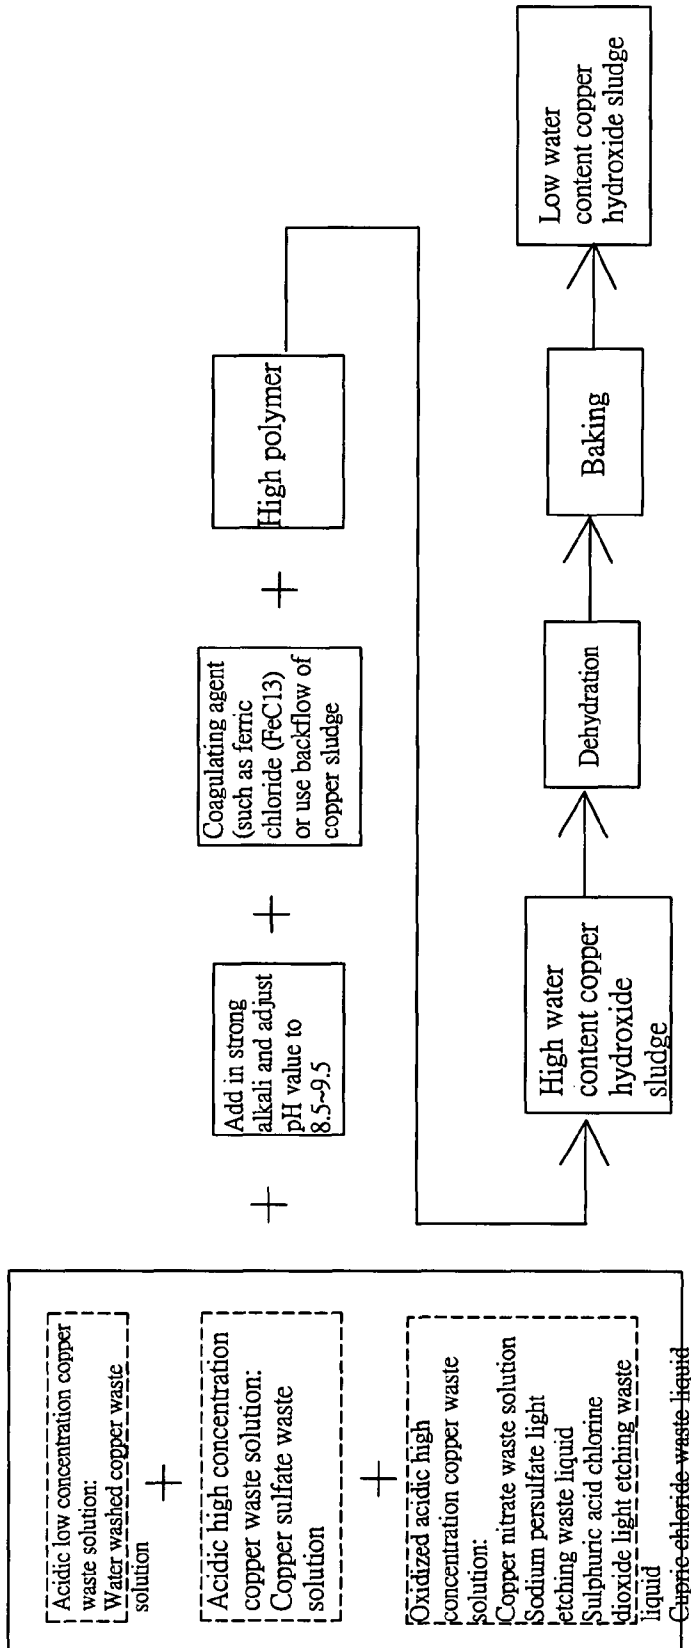 Acidic low concentration copper
waste solution:
Water washed copper waste
solution
+
Acidic high concentration
copper waste solution:
Copper sulfate waste
solution
+
Oxidized acidic high
concentration copper waste
solution:
Copper nitrate waste solution
Sodium persulfate light
etching waste liquid
Sulphuric acid chlorine
dioxide light etching waste
liquid
Cupric chloride waste liquid
+
Add in strong
alkali and adjust
pH value to
8.5~9.5
+
Coagulating agent
(such as ferric
chloride (FeC13)
or use backflow of
copper sludge
+
High polymer
High water
content copper
hydroxide
sludge
Dehydration
Baking
Low water
content copper
hydroxide sludge